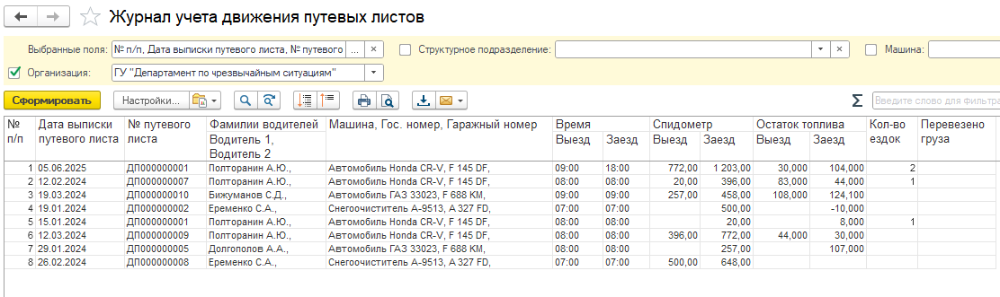 Журнал учета движения путевых листов
Выбранные поля: № п/п, Дата выписки путевого листа, № путевого ... × Структурное подразделение: × Машина:
Организация: ГУ "Департамент по чрезвычайным ситуациям"
Сформировать Настройки... Σ Введите слово для фильтра
№ п/п Дата выписки путевого листа № путевого листа Фамилии водителей Машина, Гос. номер, Гаражный номер Время Спидометр Остаток топлива Кол-во ездок Перевезено груза
Водитель 1, Водитель 2 Выезд Заезд Выезд Заезд Выезд Заезд
1 05.06.2025 ДП000000001 Полторанин А.Ю., Автомобиль Honda CR-V, F 145 DF, 09:00 18:00 772,00 1 203,00 30,000 104,000 2
2 12.02.2024 ДП000000007 Полторанин А.Ю., Автомобиль Honda CR-V, F 145 DF, 08:00 08:00 20,00 396,00 83,000 44,000 1
3 19.03.2024 ДП000000010 Бижуманов С.Д., Автомобиль ГАЗ 33023, F 688 KM, 09:00 09:00 257,00 458,00 108,000 124,100
4 19.01.2024 ДП000000002 Еременко С.А., Снегоочиститель А-9513, A 327 FD, 07:00 07:00 500,00 -10,000
5 15.01.2024 ДП000000001 Полторанин А.Ю., Автомобиль Honda CR-V, F 145 DF, 08:00 08:00 20,00 8,000 1
6 12.03.2024 ДП000000009 Полторанин А.Ю., Автомобиль Honda CR-V, F 145 DF, 08:00 08:00 396,00 772,00 44,000 30,000
7 29.01.2024 ДП000000005 Долгополов А.А., Автомобиль ГАЗ 33023, F 688 KM, 08:00 08:00 257,00 107,000
8 26.02.2024 ДП000000008 Еременко С.А., Снегоочиститель А-9513, A 327 FD, 07:00 07:00 500,00 648,00